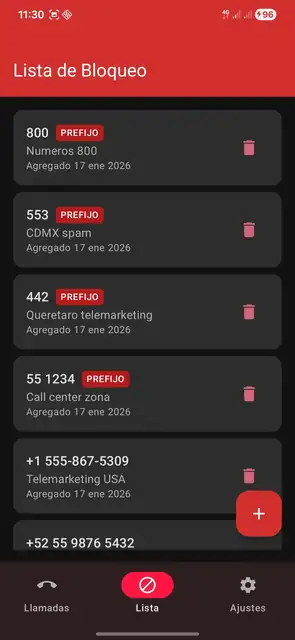 11:30
4G
96
Lista de Bloqueo
800 PREFIJO
Numeros 800
Agregado 17 ene 2026
553 PREFIJO
CDMX spam
Agregado 17 ene 2026
442 PREFIJO
Queretaro telemarketing
Agregado 17 ene 2026
55 1234 PREFIJO
Call center zona
Agregado 17 ene 2026
+1 555-867-5309
Telemarketing USA
Agregado 17 ene 2026
+52 55 9876 5432
Llamadas
Lista
Ajustes